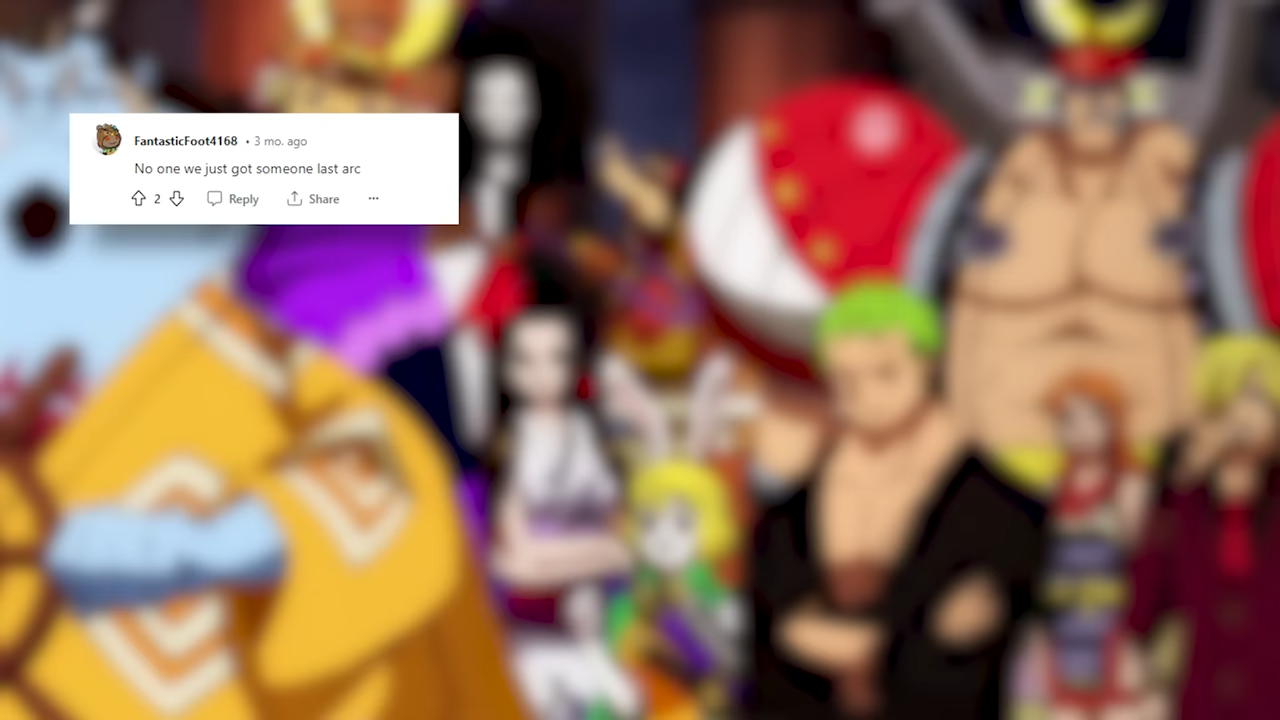 FantasticFoot4168 • 3 mo. ago
No one we just got someone last arc
2 Reply Share ...